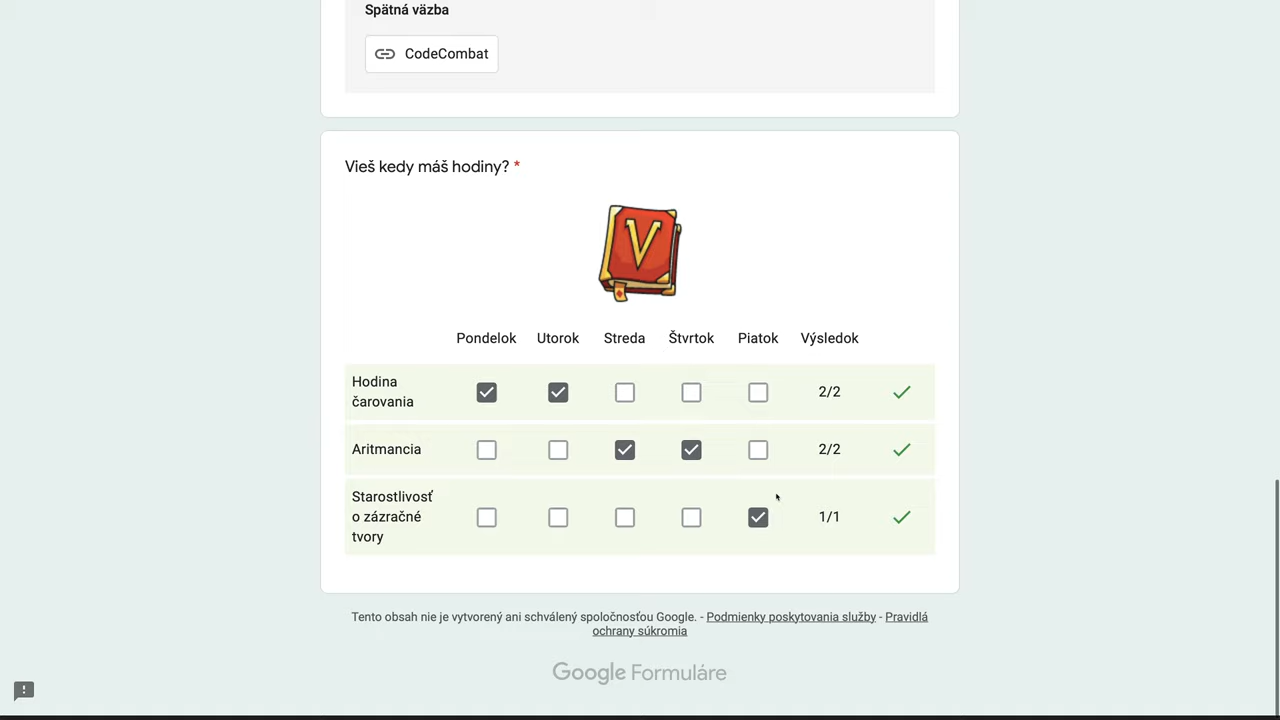 Spätná väzba
CodeCombat
Vieš kedy máš hodiny? *
V
Pondelok Utorok Streda Štvrtok Piatok Výsledok
Hodina
čarovania
2/2
Aritmancia
2/2
Starostlivosť
o zázračné
tvory
1/1
Tento obsah nie je vytvorený ani schválený spoločnosťou Google. - Podmienky poskytovania služby - Pravidlá
ochrany súkromia
Google Formuláre